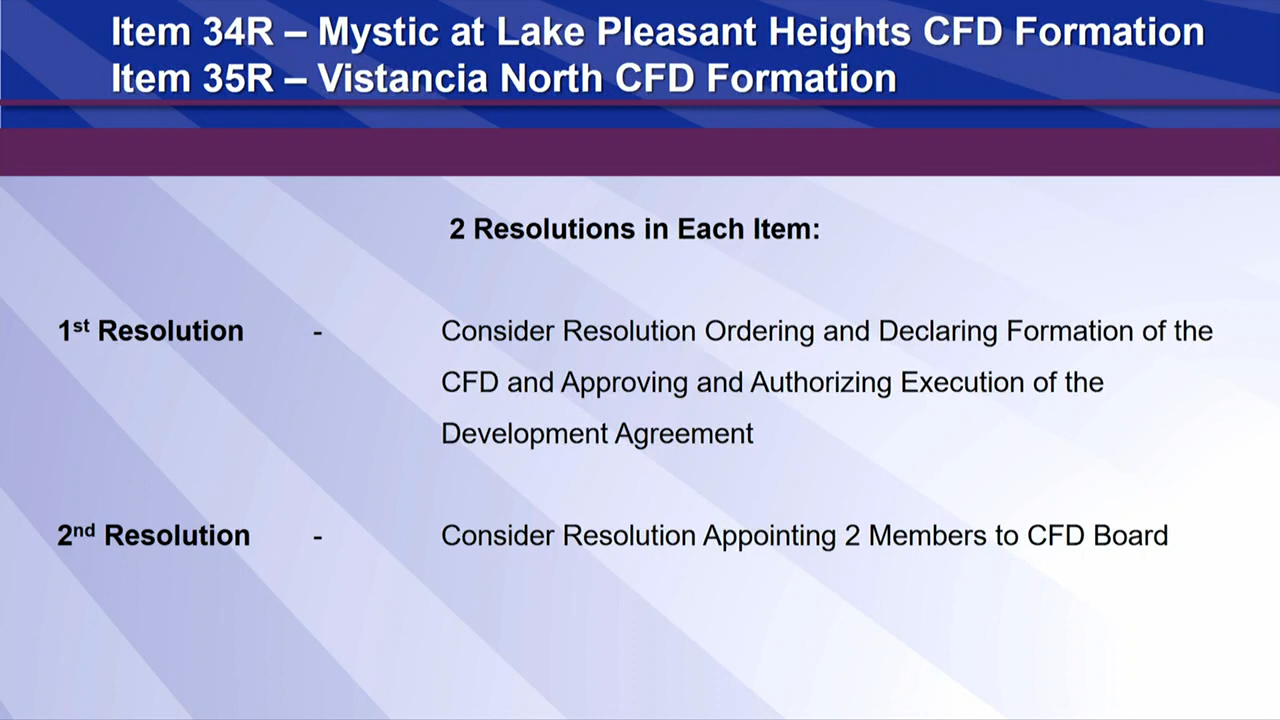 Item 34R – Mystic at Lake Pleasant Heights CFD Formation
Item 35R – Vistancia North CFD Formation
2 Resolutions in Each Item:
1st Resolution - Consider Resolution Ordering and Declaring Formation of the
CFD and Approving and Authorizing Execution of the
Development Agreement
2nd Resolution - Consider Resolution Appointing 2 Members to CFD Board